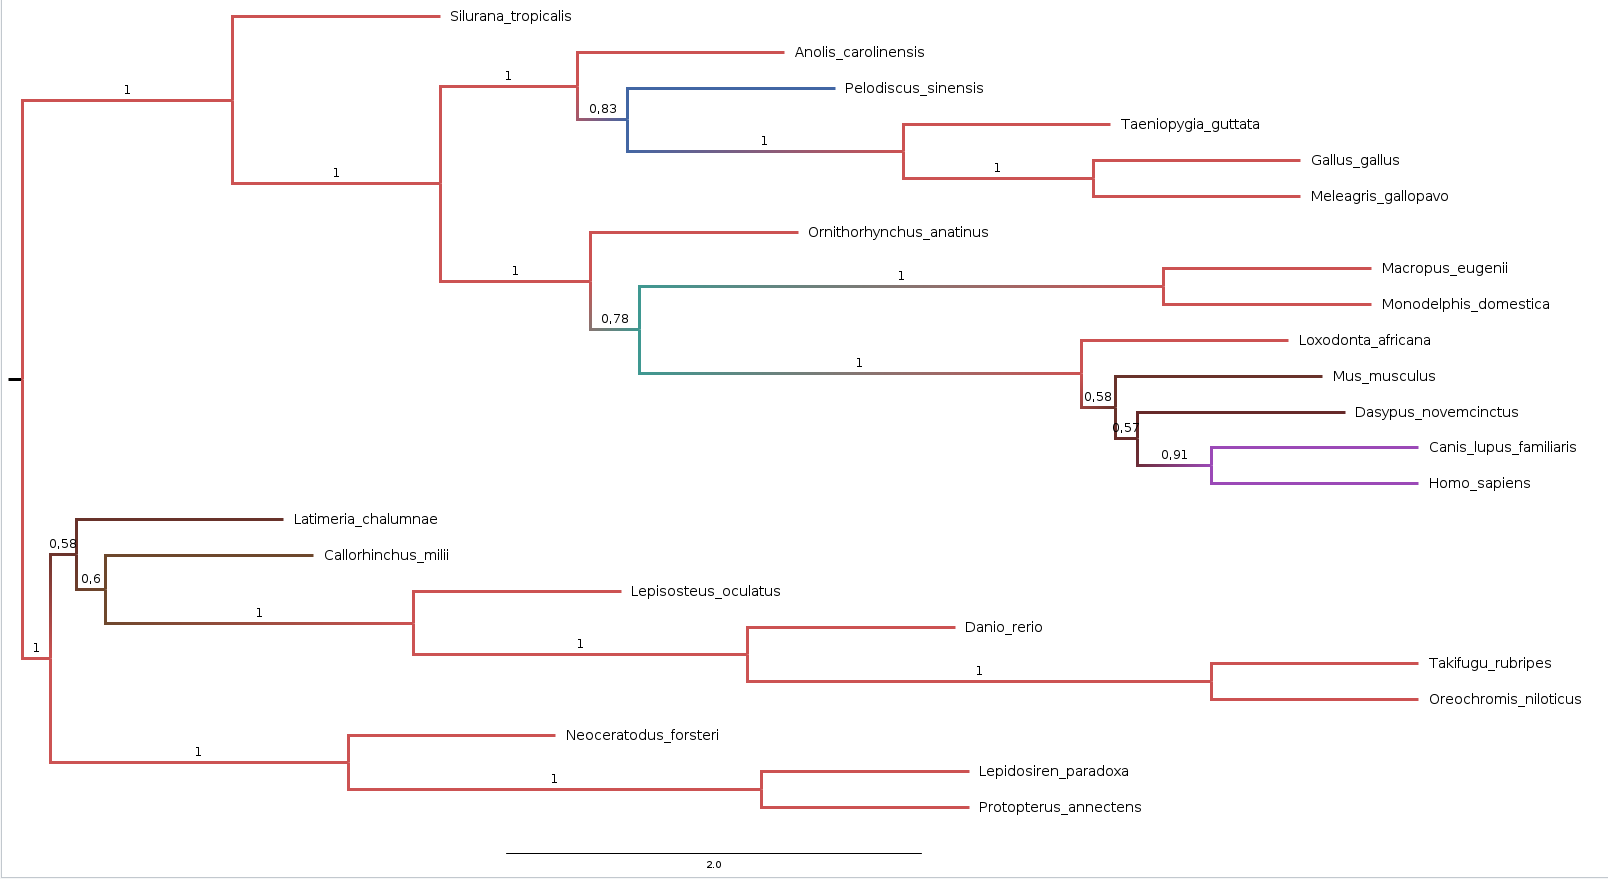 Silurana_tropicalis
Anolis_carolinensis
1
Pelodiscus_sinensis
1
0,83
Taeniopygia_guttata
1
Gallus_gallus
1
1
Meleagris_gallopavo
Ornithorhynchus_anatinus
1
Macropus_eugenii
1
Monodelphis_domestica
0,78
Loxodonta_africana
1
Mus_musculus
0,58
Dasypus_novemcinctus
0,57
Canis_lupus_familiaris
0,91
Homo_sapiens
Latimeria_chalumnae
0,58
Callorhinchus_milii
0,6
Lepisosteus_oculatus
1
Danio_rerio
1
1
Takifugu_rubripes
1
Oreochromis_niloticus
Neoceratodus_forsteri
1
Lepidosiren_paradoxa
1
Protopterus_annectens
2.0